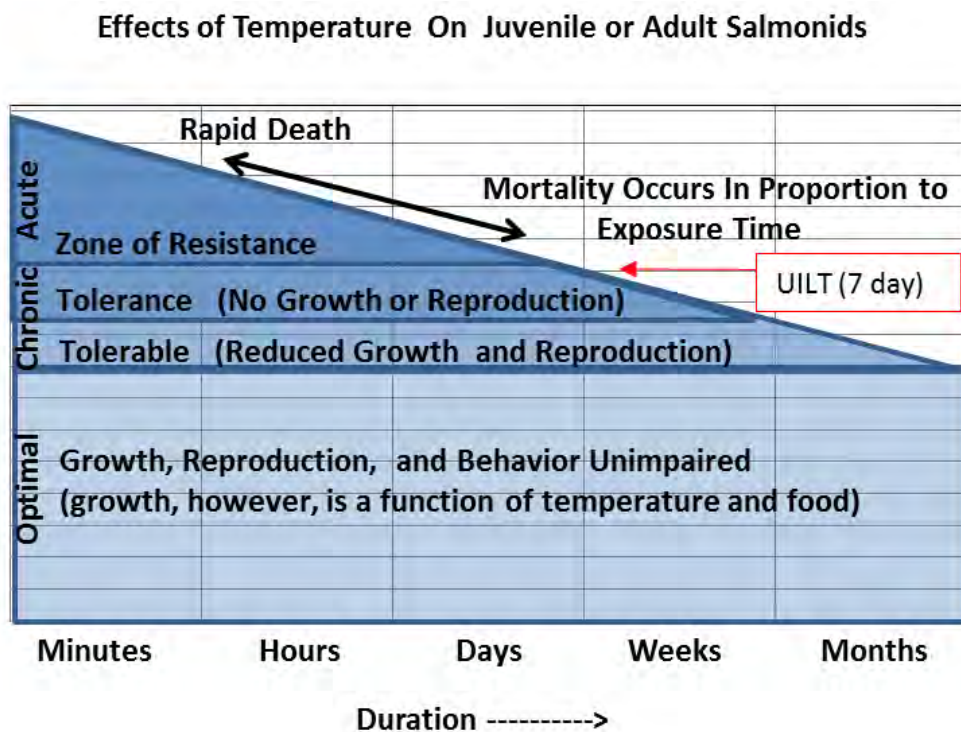 Effects of Temperature On Juvenile or Adult Salmonids
Rapid Death
Mortality Occurs In Proportion to
Exposure Time
Acute
Zone of Resistance
UILT (7 day)
Chronic
Tolerance (No Growth or Reproduction)
Tolerable (Reduced Growth and Reproduction)
Optimal
Growth, Reproduction, and Behavior Unimpaired
(growth, however, is a function of temperature and food)
Minutes Hours Days Weeks Months
Duration ---------->